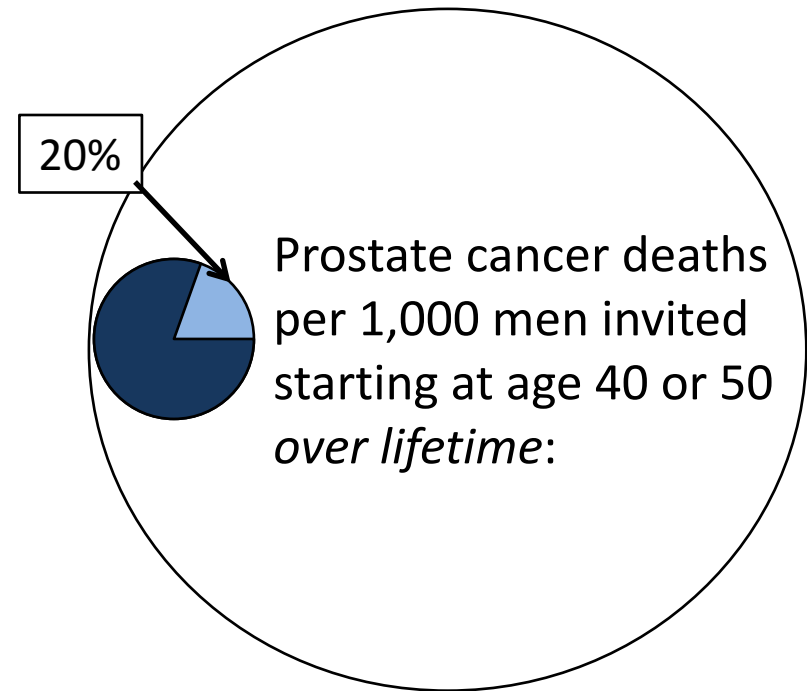 20%
Prostate cancer deaths
per 1,000 men invited
starting at age 40 or 50
over lifetime: